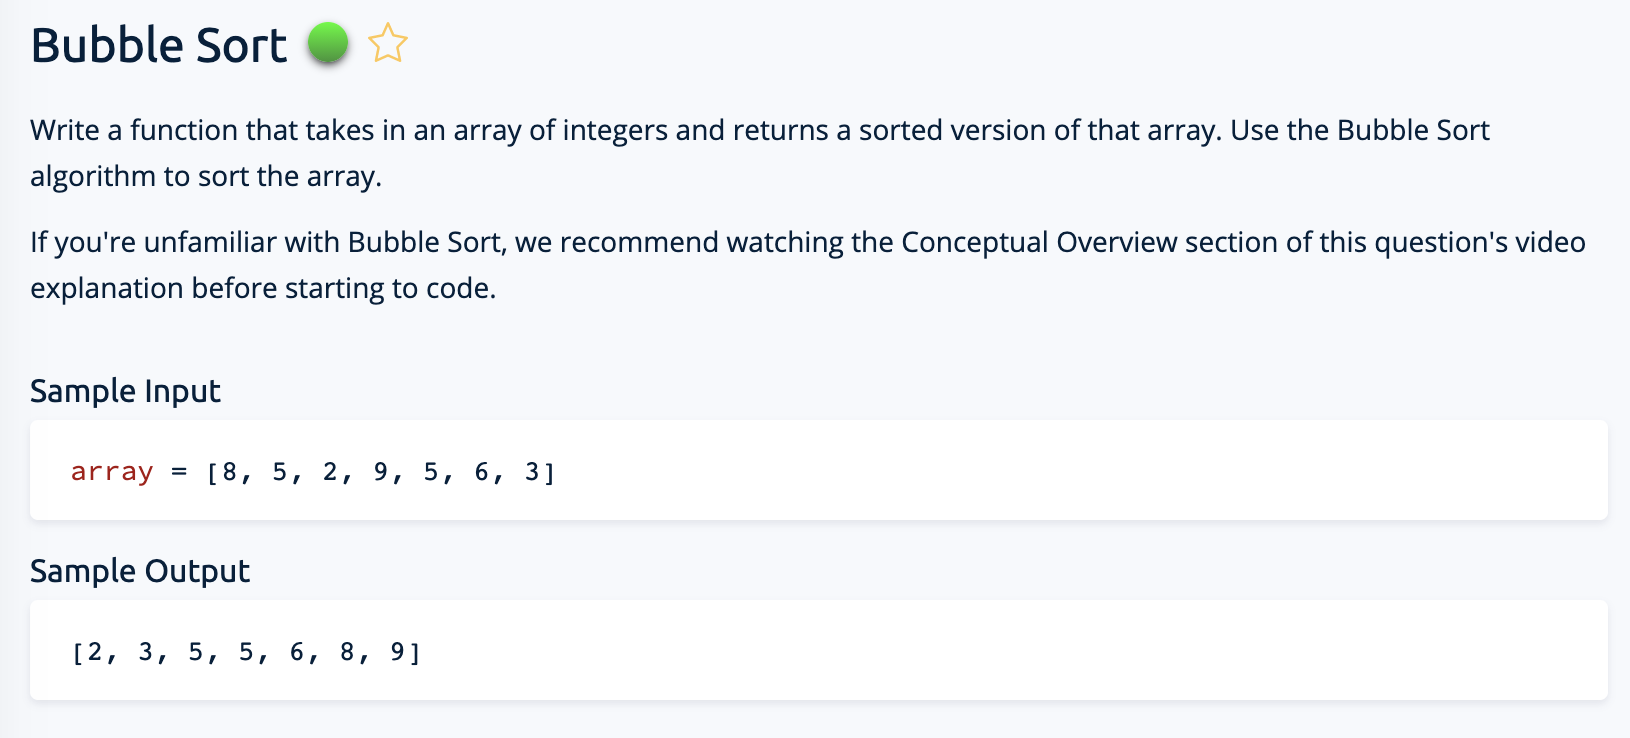 Bubble Sort
Write a function that takes in an array of integers and returns a sorted version of that array. Use the Bubble Sort
algorithm to sort the array.
If you're unfamiliar with Bubble Sort, we recommend watching the Conceptual Overview section of this question's video
explanation before starting to code.
Sample Input
array = [8, 5, 2, 9, 5, 6, 3]
Sample Output
[2, 3, 5, 5, 6, 8, 9]